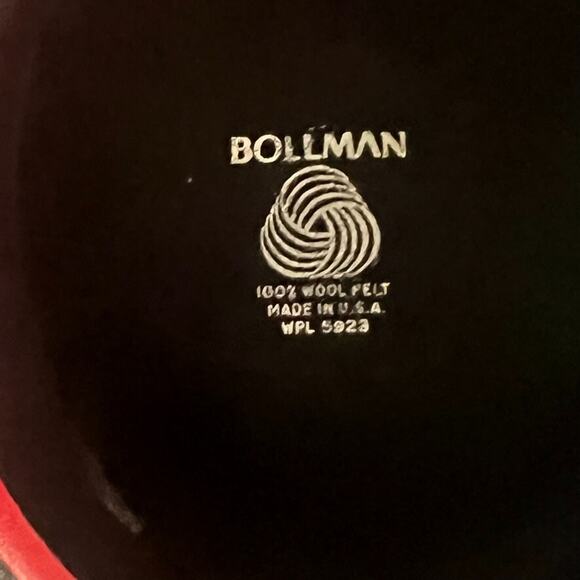 BOLLMAN
100% WOOL FELT
MADE IN U.S.A.
WPL 5923